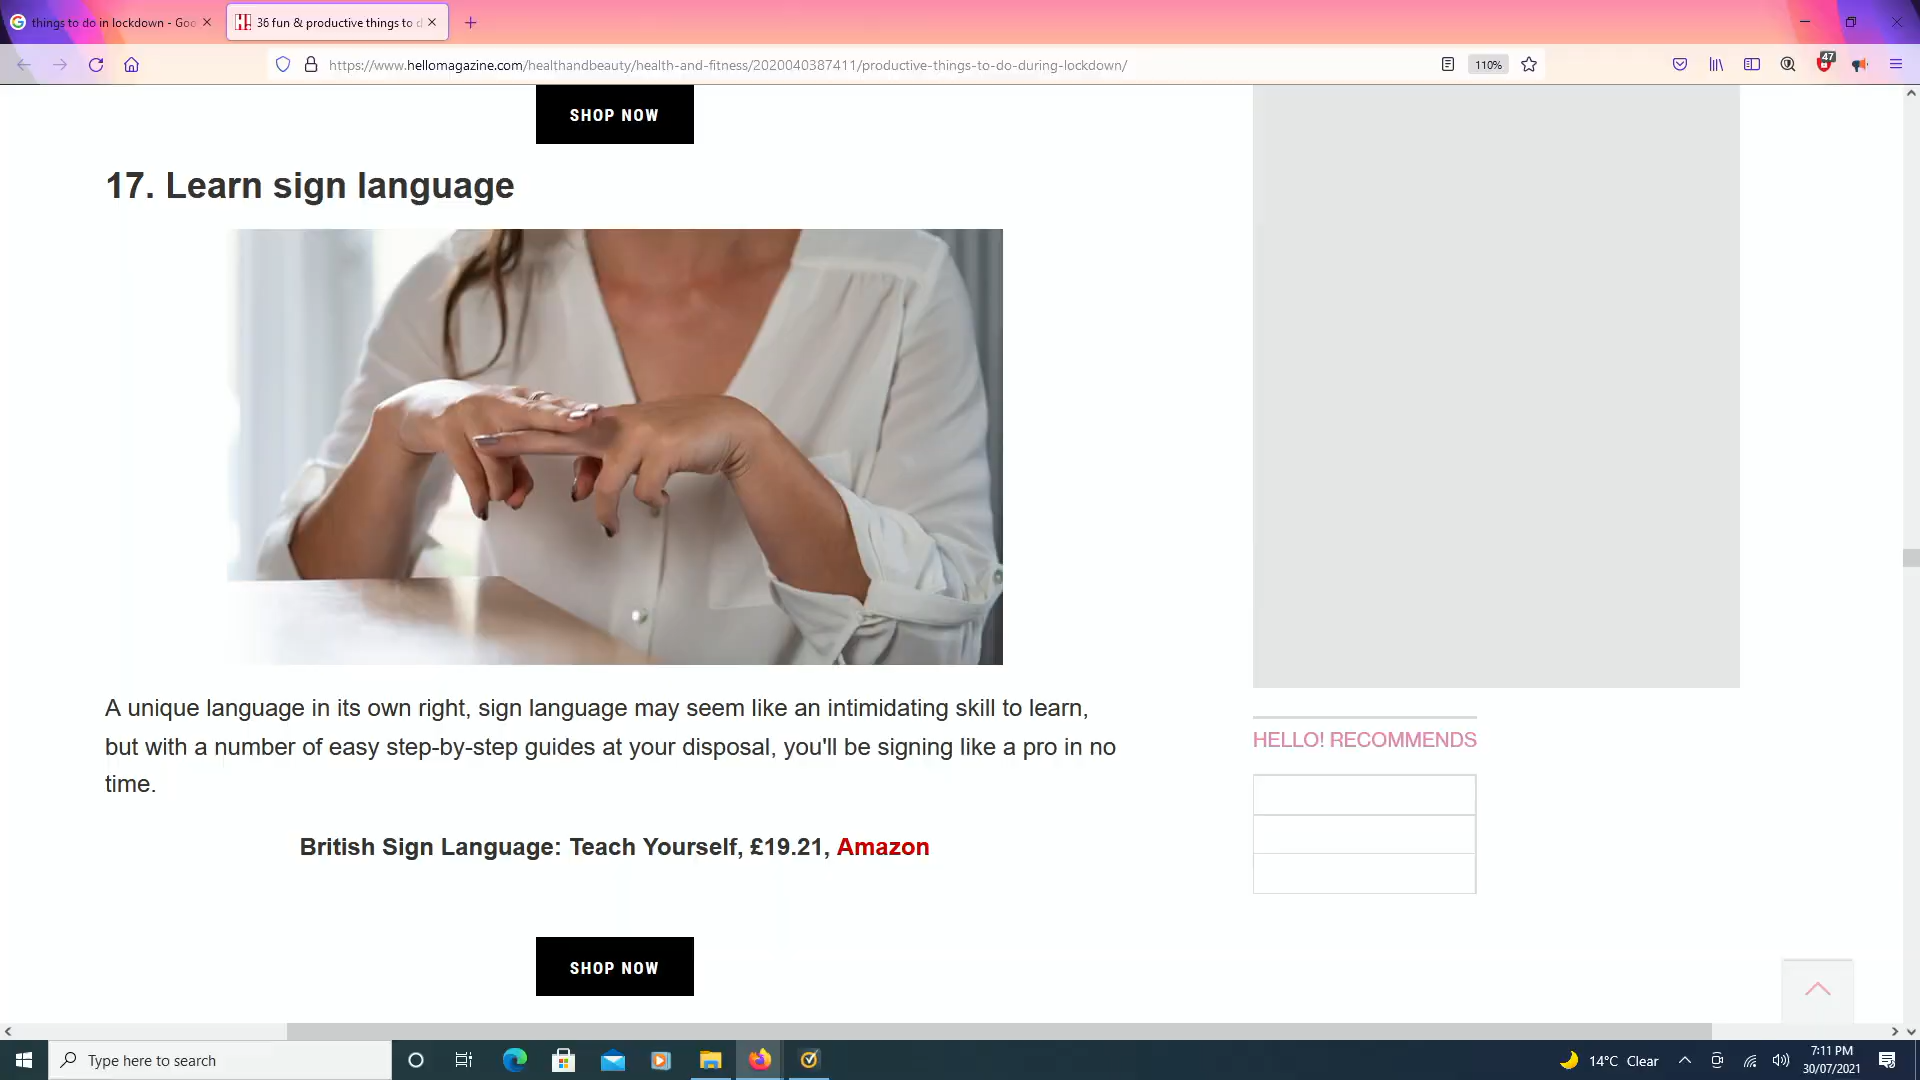 things to do in lockdown - Goo
36 fun & productive things to d
https://www.hellomagazine.com/healthandbeauty/health-and-fitness/2020040387411/productive-things-to-do-during-lockdown/
110%
47
SHOP NOW
17. Learn sign language
A unique language in its own right, sign language may seem like an intimidating skill to learn,
but with a number of easy step-by-step guides at your disposal, you'll be signing like a pro in no
time.
British Sign Language: Teach Yourself, £19.21, Amazon
SHOP NOW
HELLO! RECOMMENDS
Type here to search
14°C Clear
7:11 PM
30/07/2021